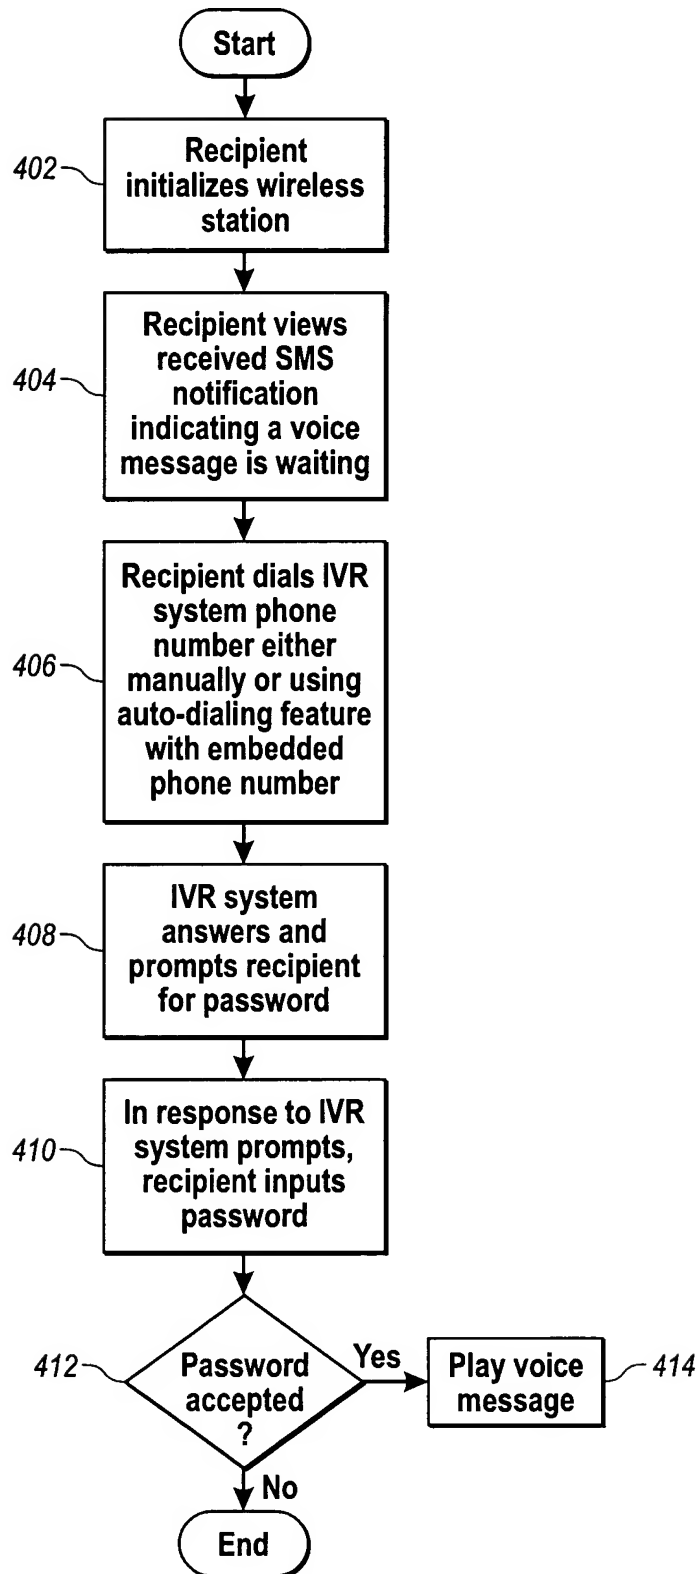 Start
402
Recipient
initializes wireless
station
404
Recipient views
received SMS
notification
indicating a voice
message is waiting
406
Recipient dials IVR
system phone
number either
manually or using
auto-dialing feature
with embedded
phone number
408
IVR system
answers and
prompts recipient
for password
410
In response to IVR
system prompts,
recipient inputs
password
412
Password
accepted
?
Yes
Play voice
message
414
No
End